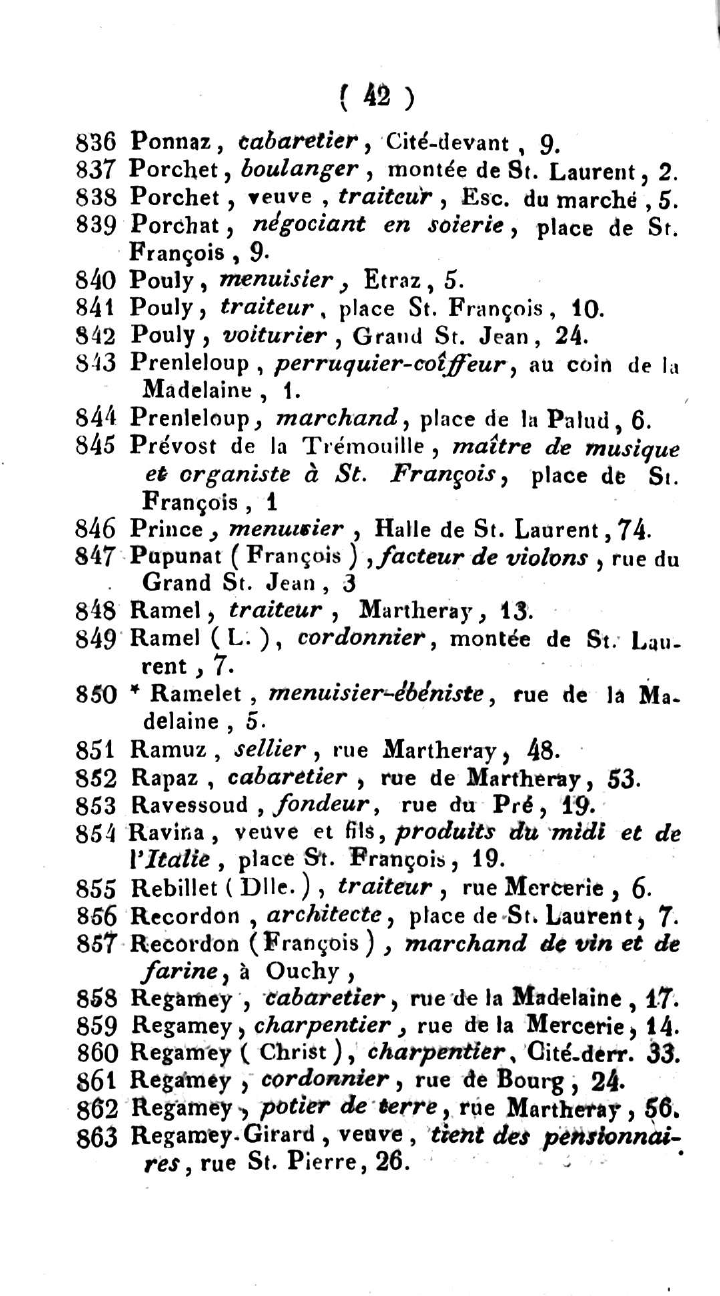 ( 42 )
836 Ponnaz , cabaretier , Cité-devant , 9.
837 Porchet , boulanger , montée de St. Laurent , 2.
838 Porchet , veuve , traiteur , Esc. du marché , 5.
839 Porchat , négociant en soierie , place de St.
François , 9.
840 Pouly , menuisier , Etraz , 5.
841 Pouly , traiteur , place St. François , 10.
842 Pouly , voiturier , Grand St. Jean , 24.
843 Prenleloup , perruquier-coîffeur , au coin de la
Madelaine , 1.
844 Prenleloup , marchand , place de la Palud , 6.
845 Prévost de la Trémouille , maître de musique
et organiste à St. François , place de St.
François , 1
846 Prince , menuisier , Halle de St. Laurent , 74.
847 Pupunat ( François ) , facteur de violons , rue du
Grand St. Jean , 3
848 Ramel , traiteur , Martheray , 13.
849 Ramel ( L. ) , cordonnier , montée de St. Lau-
rent , 7.
850 * Ramelet , menuisier-ébéniste , rue de la Ma-
delaine , 5.
851 Ramuz , sellier , rue Martheray , 48.
852 Rapaz , cabaretier , rue de Martheray , 53.
853 Ravessoud , fondeur , rue du Pré , 19.
854 Ravina , veuve et fils , produits du midi et de
l'Italie , place St. François , 19.
855 Rebillet ( Dlle. ) , traiteur , rue Mercerie , 6.
856 Recordon , architecte , place de St. Laurent , 7.
857 Recordon ( François ) , marchand de vin et de
farine , à Ouchy ,
858 Regamey , cabaretier , rue de la Madelaine , 17.
859 Regamey , charpentier , rue de la Mercerie , 14.
860 Regamey ( Christ ) , charpentier , Cité-derr. 33.
861 Regamey , cordonnier , rue de Bourg , 24.
862 Regamey , potier de terre , rue Martheray , 56.
863 Regamey-Girard , veuve , tient des pensionnai-
res , rue St. Pierre , 26.